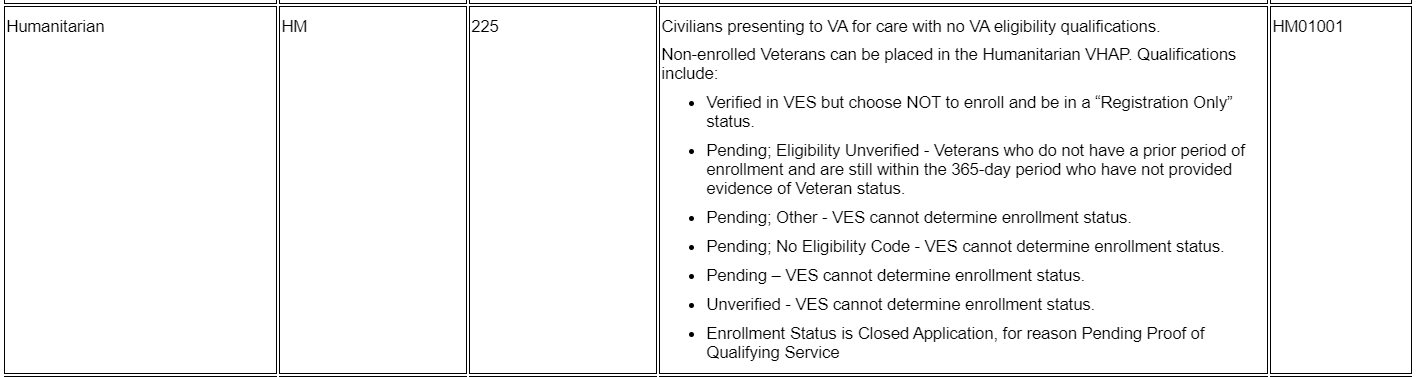 Humanitarian
HM
225
Civilians presenting to VA for care with no VA eligibility qualifications.
Non-enrolled Veterans can be placed in the Humanitarian VHAP. Qualifications
include:
• Verified in VES but choose NOT to enroll and be in a “Registration Only”
status.
• Pending; Eligibility Unverified - Veterans who do not have a prior period of
enrollment and are still within the 365-day period who have not provided
evidence of Veteran status.
• Pending; Other - VES cannot determine enrollment status.
• Pending; No Eligibility Code - VES cannot determine enrollment status.
• Pending – VES cannot determine enrollment status.
• Unverified - VES cannot determine enrollment status.
• Enrollment Status is Closed Application, for reason Pending Proof of
Qualifying Service
HM01001